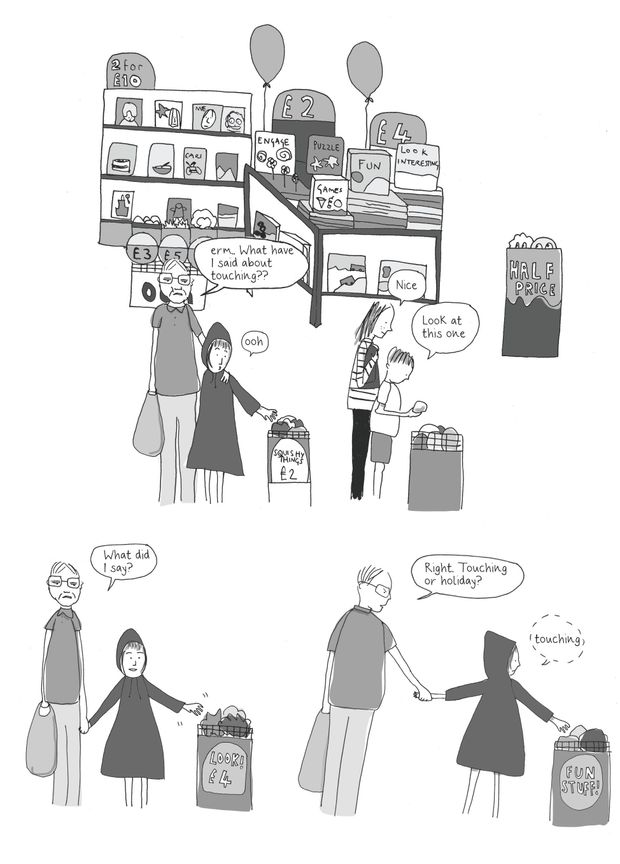 2 for
£10
£2
£4
ME
CARS
ENGAGE
PUZZLE
FUN
LOOK
INTERESTING
GAMES
£3
£5
HALF
PRICE
erm.. What have
I said about
touching??
ooh
Nice
Look at
this one
SQUISHY
THINGS
£2
What did
I say?
LOOK!
£4
Right. Touching
or holiday?
touching
FUN
STUFF!